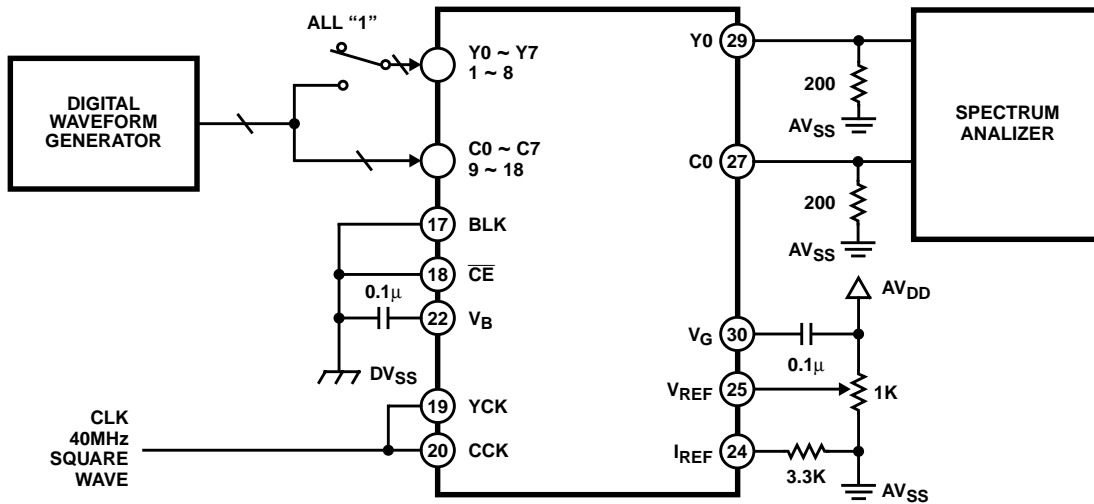 ALL “1”
DIGITAL
WAVEFORM
GENERATOR
Y0 ~ Y7
1 ~ 8
C0 ~ C7
9 ~ 18
17 BLK
18 CE
0.1μ
22 VB
DVSS
19 YCK
20 CCK
CLK
40MHz
SQUARE
WAVE
Y0 29
200
AVSS
C0 27
200
AVSS
SPECTRUM
ANALIZER
AVDD
VG 30
0.1μ
VREF 25
1K
IREF 24
3.3K
AVSS